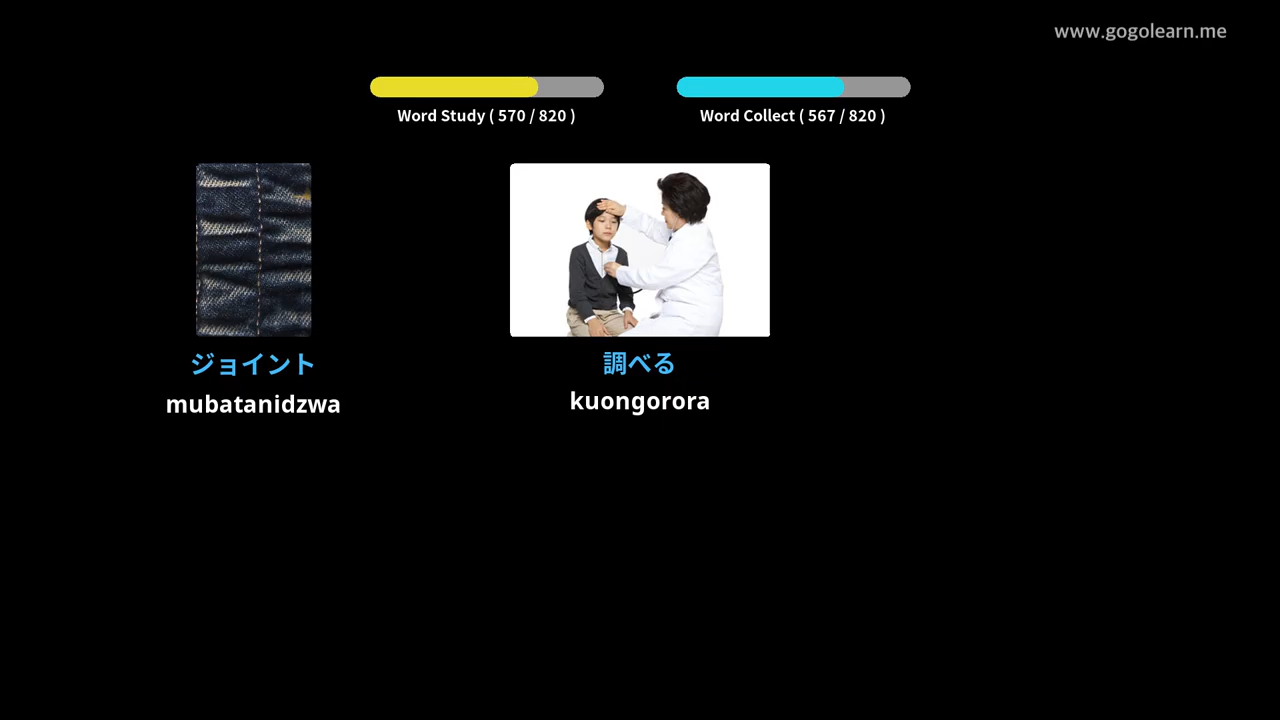 www.gogolearn.me
Word Study ( 570 / 820 )
Word Collect ( 567 / 820 )
ジョイント
mubatanidzwa
調べる
kuongorora